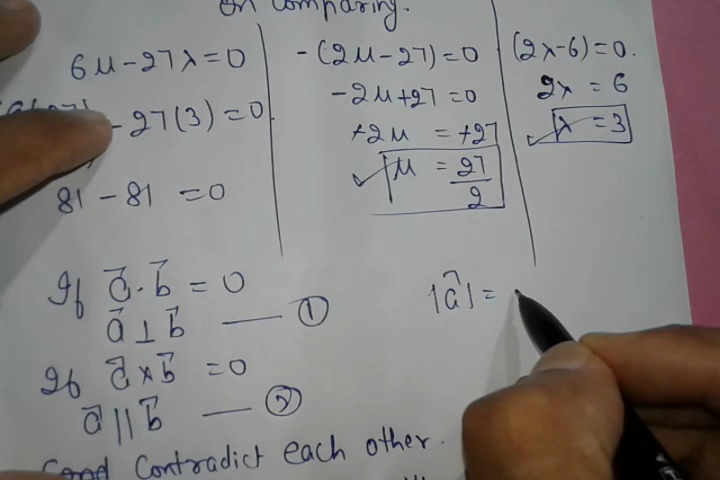 On comparing.
6μ - 27λ = 0
- 27(3) = 0
81 - 81 = 0
-(2μ - 27) = 0
-2μ + 27 = 0
+2μ = +27
μ = 27/2
(2λ - 6) = 0.
2λ = 6
λ = 3
If a⃗ · b⃗ = 0
a⃗ ⊥ b⃗ — ①
If a⃗ × b⃗ = 0
a⃗ || b⃗ — ②
|a⃗| =
Contradict each other.